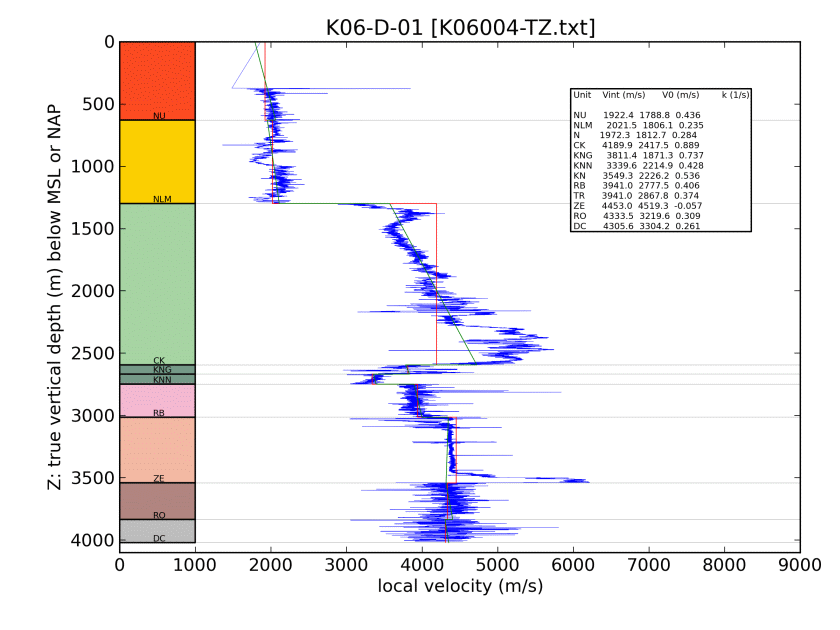 K06-D-01 [K06004-TZ.txt]
Z: true vertical depth (m) below MSL or NAP
0
500
1000
1500
2000
2500
3000
3500
4000
NU
NLM
CK
KNG
KNN
RB
ZE
RO
DC
Unit Vint (m/s) V0 (m/s) k (1/s)
NU 1922.4 1788.8 0.436
NLM 2021.5 1806.1 0.235
N 1972.3 1812.7 0.284
CK 4189.9 2417.5 0.889
KNG 3811.4 1871.3 0.737
KNN 3339.6 2214.9 0.428
KN 3549.3 2226.2 0.536
RB 3941.0 2777.5 0.406
TR 3941.0 2867.8 0.374
ZE 4453.0 4519.3 -0.057
RO 4333.5 3219.6 0.309
DC 4305.6 3304.2 0.261
0 1000 2000 3000 4000 5000 6000 7000 8000 9000
local velocity (m/s)